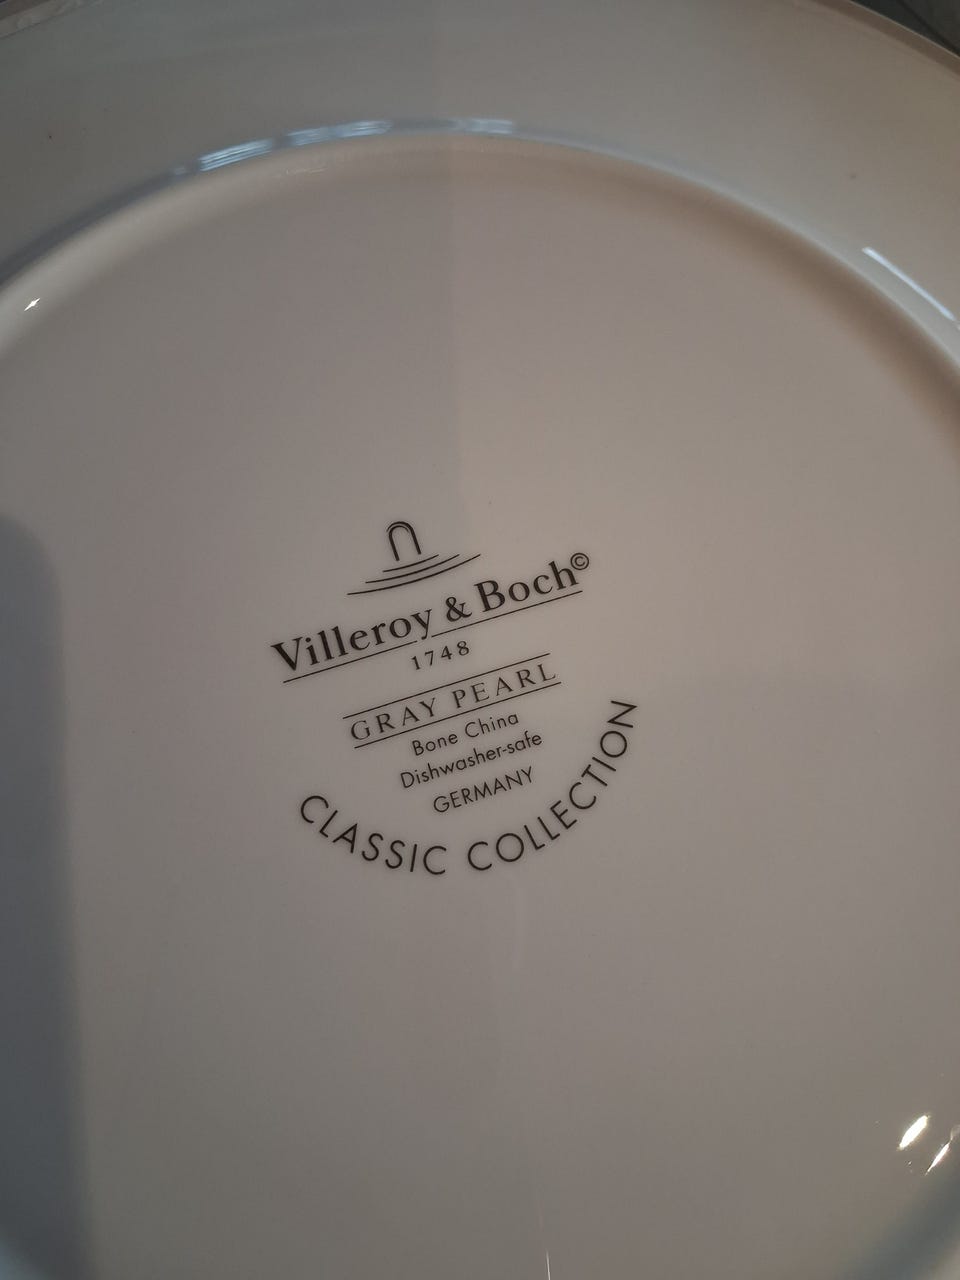 Villeroy & Boch©
1748
GRAY PEARL
Bone China
Dishwasher-safe
GERMANY
CLASSIC COLLECTION